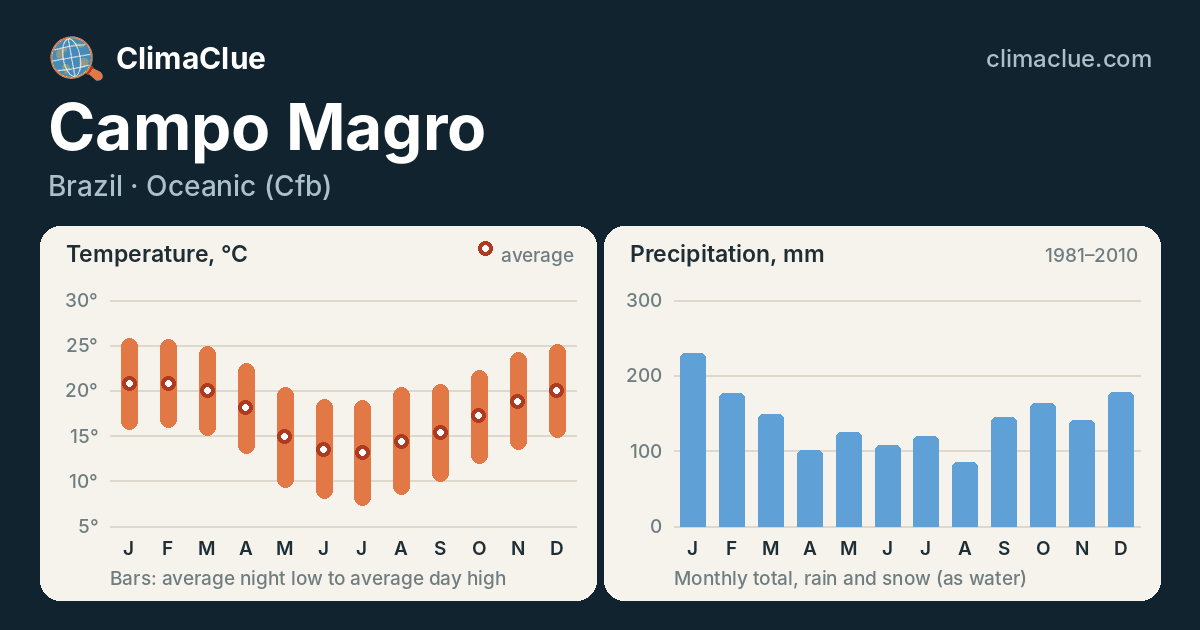 ClimaClue
climaclue.com
Campo Magro
Brazil · Oceanic (Cfb)
Temperature, °C
average
30°
25°
20°
15°
10°
5°
J F M A M J J A S O N D
Bars: average night low to average day high
Precipitation, mm
1981–2010
300
200
100
0
J F M A M J J A S O N D
Monthly total, rain and snow (as water)